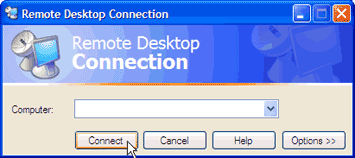 Remote Desktop Connection
Remote Desktop
Connection
Computer:
Connect Cancel Help Options >>